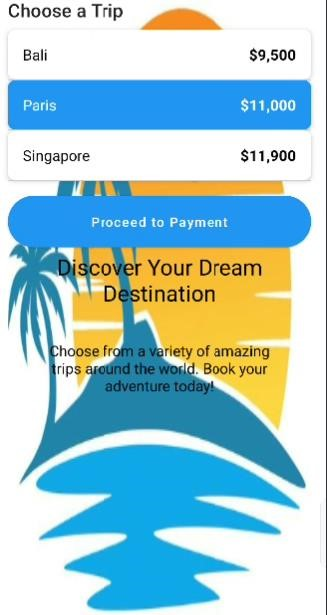 Choose a Trip
Bali $9,500
Paris $11,000
Singapore $11,900
Proceed to Payment
Discover Your Dream
Destination
Choose from a variety of amazing
trips around the world. Book your
adventure today!